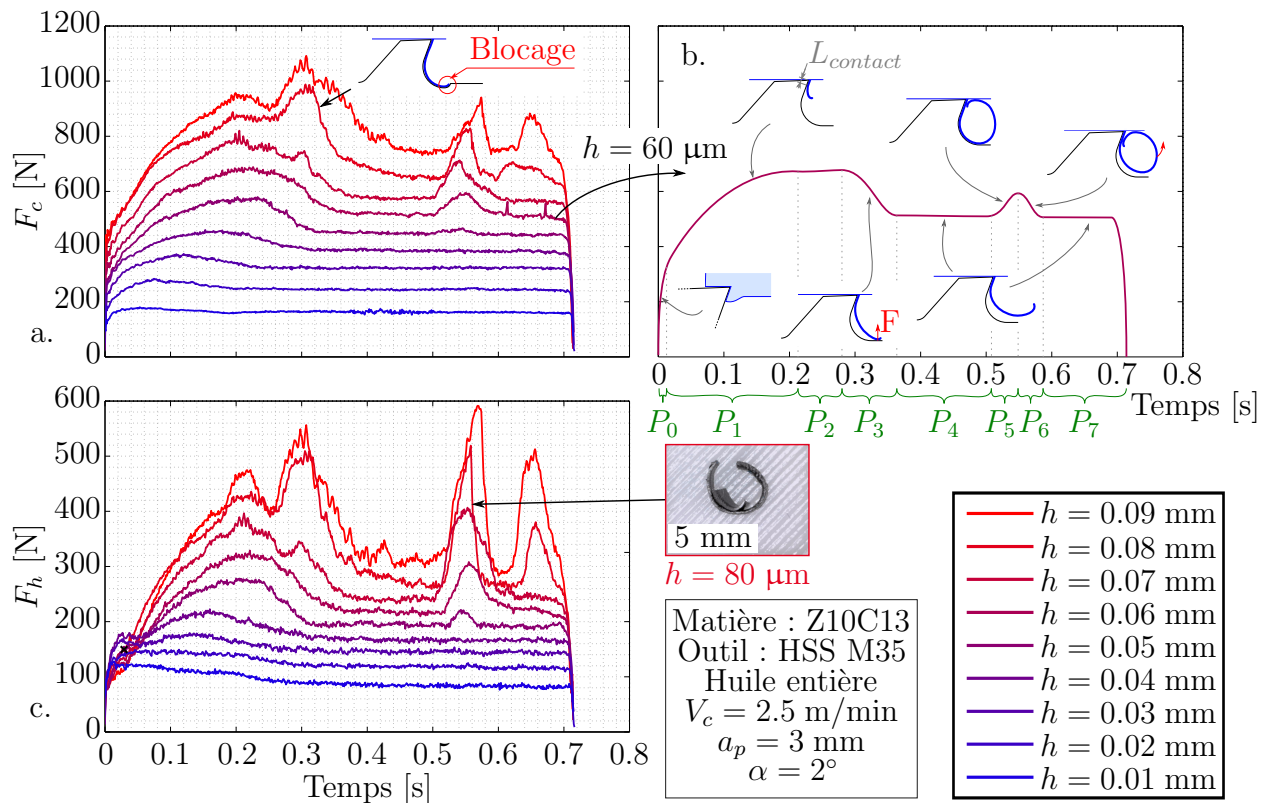 1200
1000
800
600
400
200
0
F_c [N]
a.
Blocage
h = 60 µm
b.
L_contact
F
0 0.1 0.2 0.3 0.4 0.5 0.6 0.7 0.8
Temps [s]
P_0 P_1 P_2 P_3 P_4 P_5 P_6 P_7
600
500
400
300
200
100
0
F_h [N]
c.
0 0.1 0.2 0.3 0.4 0.5 0.6 0.7 0.8
Temps [s]
5 mm
h = 80 µm
Matière : Z10C13
Outil : HSS M35
Huile entière
V_c = 2.5 m/min
a_p = 3 mm
α = 2°
h = 0.09 mm
h = 0.08 mm
h = 0.07 mm
h = 0.06 mm
h = 0.05 mm
h = 0.04 mm
h = 0.03 mm
h = 0.02 mm
h = 0.01 mm